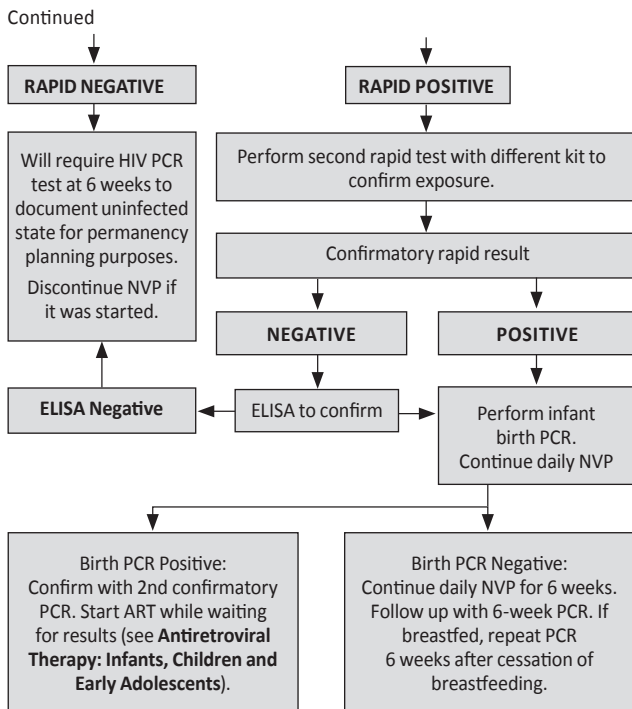 Continued
RAPID NEGATIVE
RAPID POSITIVE
Will require HIV PCR
test at 6 weeks to
document uninfected
state for permanency
planning purposes.
Discontinue NVP if
it was started.
Perform second rapid test with different kit to
confirm exposure.
Confirmatory rapid result
NEGATIVE
POSITIVE
ELISA Negative
ELISA to confirm
Perform infant
birth PCR.
Continue daily NVP
Birth PCR Positive:
Confirm with 2nd confirmatory
PCR. Start ART while waiting
for results (see Antiretroviral
Therapy: Infants, Children and
Early Adolescents).
Birth PCR Negative:
Continue daily NVP for 6 weeks.
Follow up with 6-week PCR. If
breastfed, repeat PCR
6 weeks after cessation of
breastfeeding.